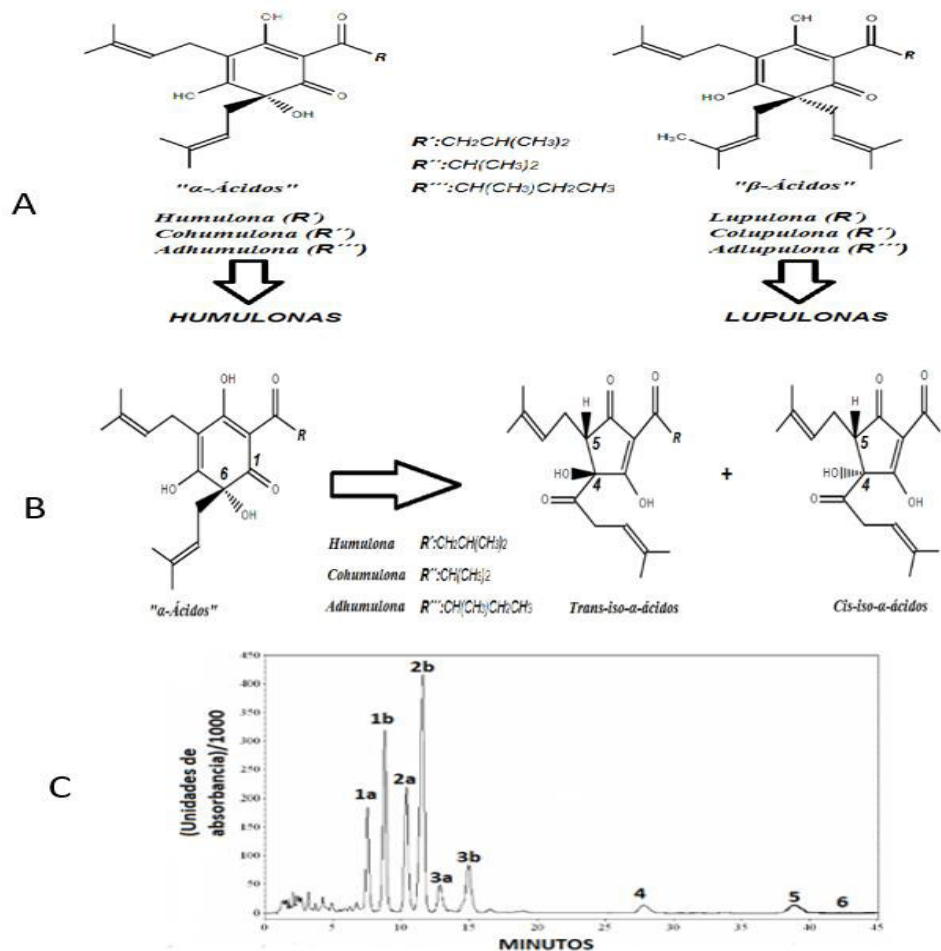 CH
O
R
HC
O
OH
"α-Ácidos"
CH
O
R
HO
O
H₃C
"β-Ácidos"
R´:CH₂CH(CH₃)2
R´´:CH(CH₃)2
R´´´:CH(CH₃)CH₂CH₃
A
Humulona (R´)
Cohumulona (R´´)
Adhumulona (R´´´)
HUMULONAS
Lupulona (R´)
Colupulona (R´´)
Adlupulona (R´´´)
LUPULONAS
B
OH
O
R
1
6
HO
O
OH
"α-Ácidos"
Humulona R´:CH₂CH(CH₃)2
Cohumulona R´´:CH(CH₃)2
Adhumulona R´´´:CH(CH₃)CH₂CH₃
O
O
H
R
5
HO
4
O
OH
Trans-iso-α-ácidos
+
O
O
H
5
HO
4
O
OH
Cis-iso-α-ácidos
C
(Unidades de
absorbancia)/1000
450
400
350
300
250
200
150
100
50
0
1a
1b
2a
2b
3a
3b
4
5
6
0 5 10 15 20 25 30 35 40 45
MINUTOS